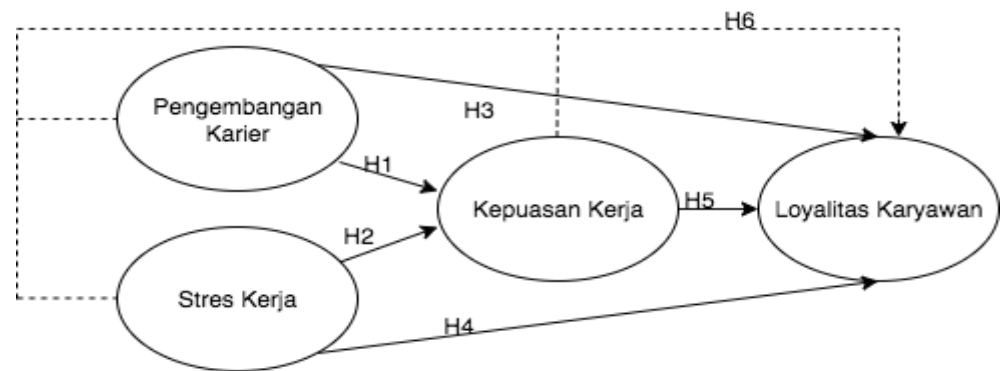 H6
Pengembangan
Karier
H3
H1
Kepuasan Kerja
H5
Loyalitas Karyawan
H2
Stres Kerja
H4